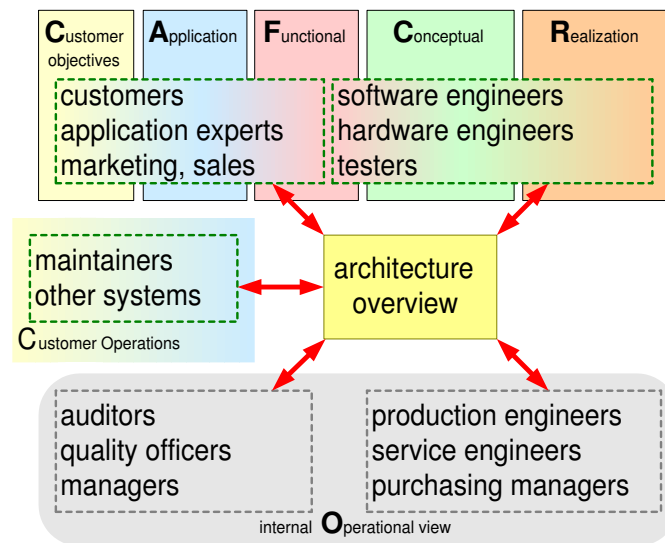 Customer objectives
Application
Functional
Conceptual
Realization
customers
application experts
marketing, sales
software engineers
hardware engineers
testers
maintainers
other systems
Customer Operations
architecture
overview
auditors
quality officers
managers
production engineers
service engineers
purchasing managers
internal Operational view